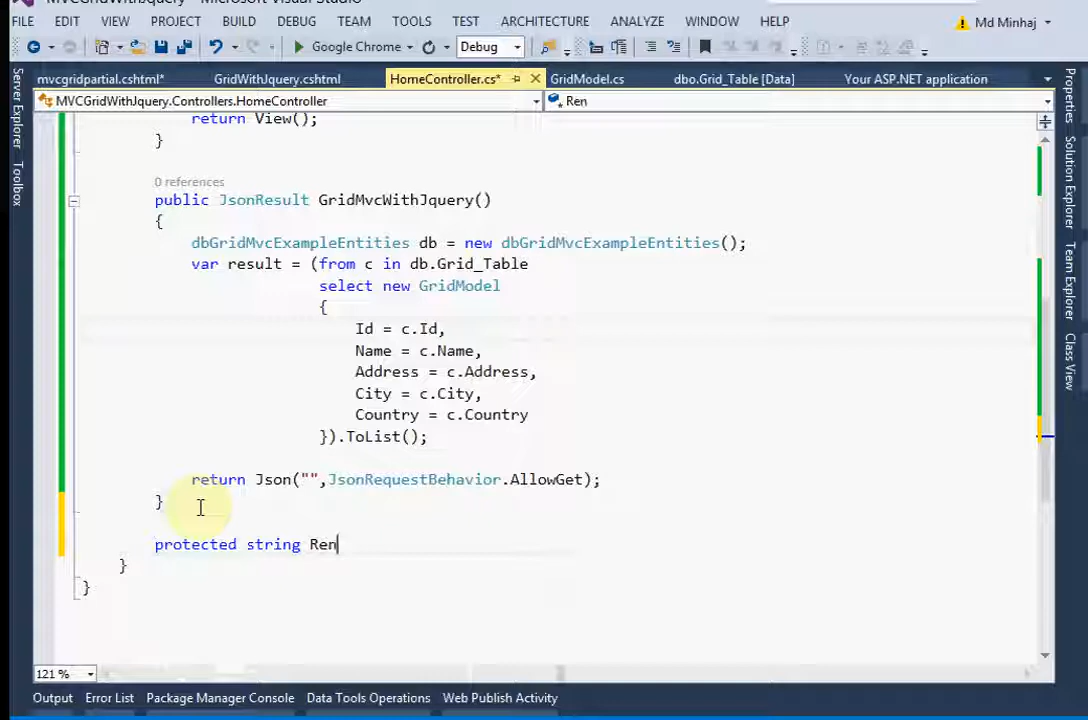 MVCGridWithJquery - Microsoft Visual Studio
FILE EDIT VIEW PROJECT BUILD DEBUG TEAM TOOLS TEST ARCHITECTURE ANALYZE WINDOW HELP Md Minhaj
Google Chrome Debug
mvcgridpartial.cshtml* GridWithJquery.cshtml HomeController.cs* GridModel.cs dbo.Grid_Table [Data] Your ASP.NET application
MVCGridWithJquery.Controllers.HomeController Ren
Server Explorer
Toolbox
Properties
Solution Explorer
Team Explorer
Class View
return View();
}
0 references
public JsonResult GridMvcWithJquery()
{
dbGridMvcExampleEntities db = new dbGridMvcExampleEntities();
var result = (from c in db.Grid_Table
select new GridModel
{
Id = c.Id,
Name = c.Name,
Address = c.Address,
City = c.City,
Country = c.Country
}).ToList();
return Json("",JsonRequestBehavior.AllowGet);
}
protected string Ren
}
}
121 %
Output Error List Package Manager Console Data Tools Operations Web Publish Activity